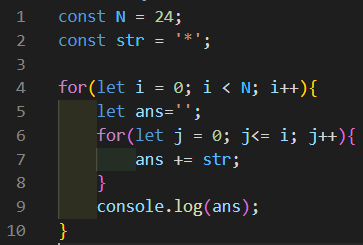 1 const N = 24;
2 const str = '*';
3
4 for(let i = 0; i < N; i++){
5     let ans='';
6     for(let j = 0; j<= i; j++){
7         ans += str;
8     }
9     console.log(ans);
10 }